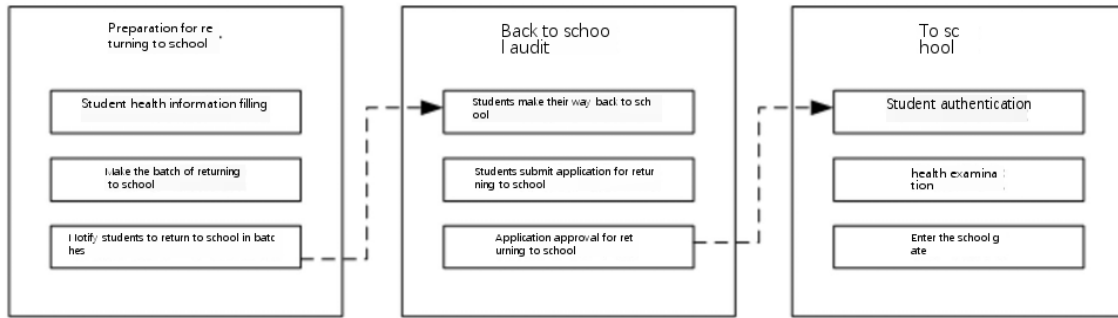 Preparation for re
turning to school
Student health information filling
Make the batch of returning
to school
Notify students to return to school in batc
hes
Back to schoo
l audit
Students make their way back to sch
ool
Students submit application for retur
ning to school
Application approval for ret
urning to school
To sc
hool
Student authentication
health examina
tion
Enter the school g
ate